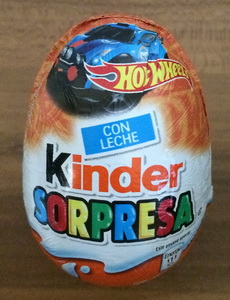 HOT WHEELS
CON
LECHE
Kinder
SORPRESA